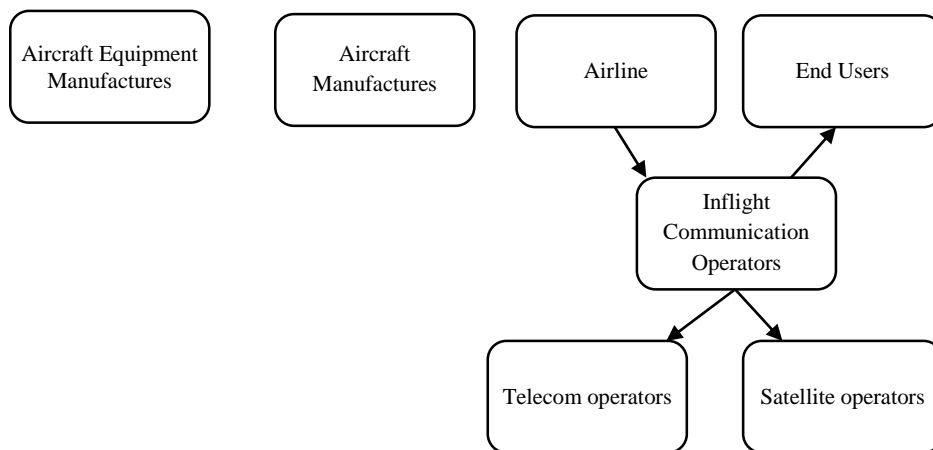 Aircraft Equipment
Manufactures
Aircraft
Manufactures
Airline
End Users
Inflight
Communication
Operators
Telecom operators
Satellite operators